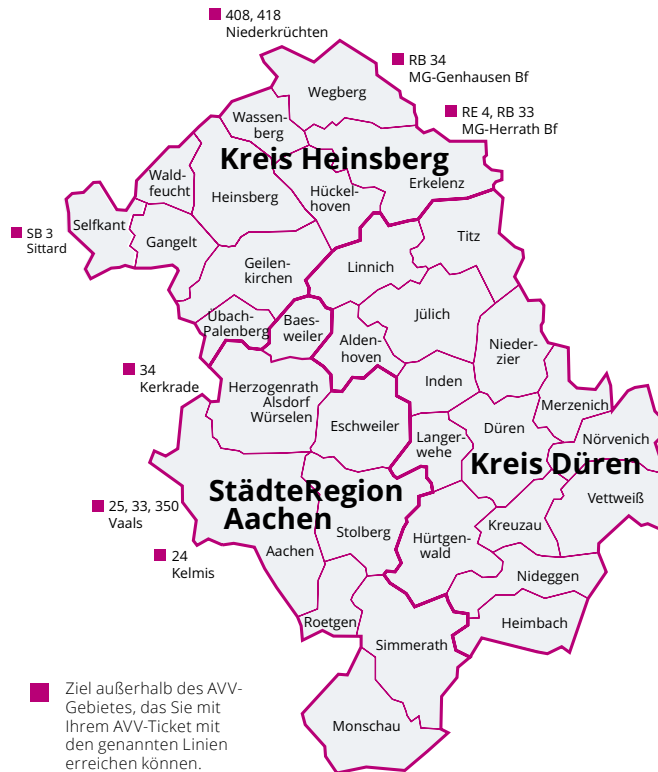 408, 418
Niederkrüchten
RB 34
MG-Genhausen Bf
RE 4, RB 33
MG-Herrath Bf
Wegberg
Wassen-
berg
Kreis Heinsberg
Wald-
feucht
Heinsberg
Hückel-
hoven
Erkelenz
SB 3
Sittard
Selfkant
Gangelt
Titz
Geilen-
kirchen
Linnich
Übach-
Palenberg
Baes-
weiler
Jülich
Alden-
hoven
Nieder-
zier
34
Kerkrade
Herzogenrath
Alsdorf
Würselen
Inden
Merzenich
Eschweiler
Langer-
wehe
Düren
Nörvenich
Kreis Düren
StädteRegion
Aachen
Vettweiß
25, 33, 350
Vaals
Stolberg
Hürtgen-
wald
Kreuzau
24
Kelmis
Aachen
Nideggen
Roetgen
Heimbach
Simmerath
Monschau
Ziel außerhalb des AVV-
Gebietes, das Sie mit
Ihrem AVV-Ticket mit
den genannten Linien
erreichen können.